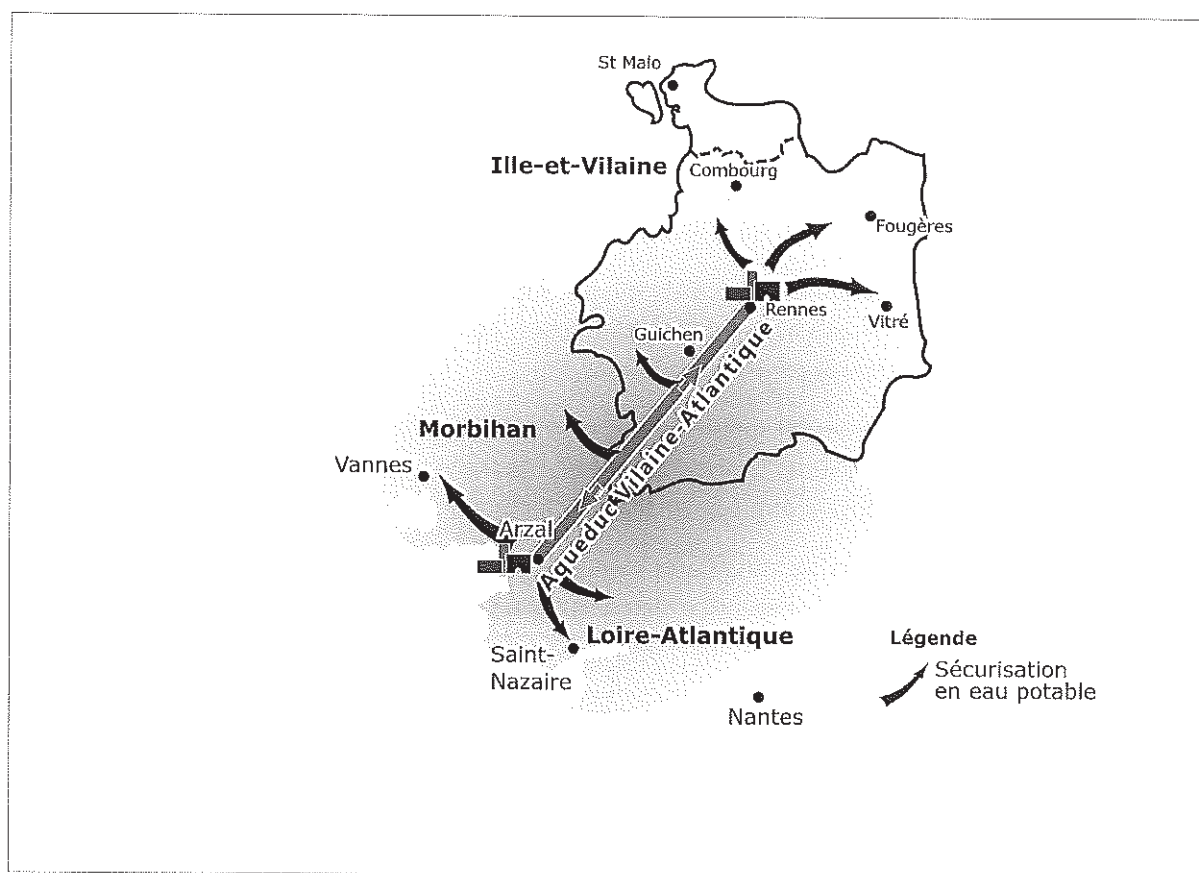 St Malo
Ille-et-Vilaine
Combourg
Fougères
Rennes
Vitré
Guichen
Aqueduc Vilaine-Atlantique
Morbihan
Vannes
Arzal
Loire-Atlantique
Saint-
Nazaire
Nantes
Légende
Sécurisation
en eau potable